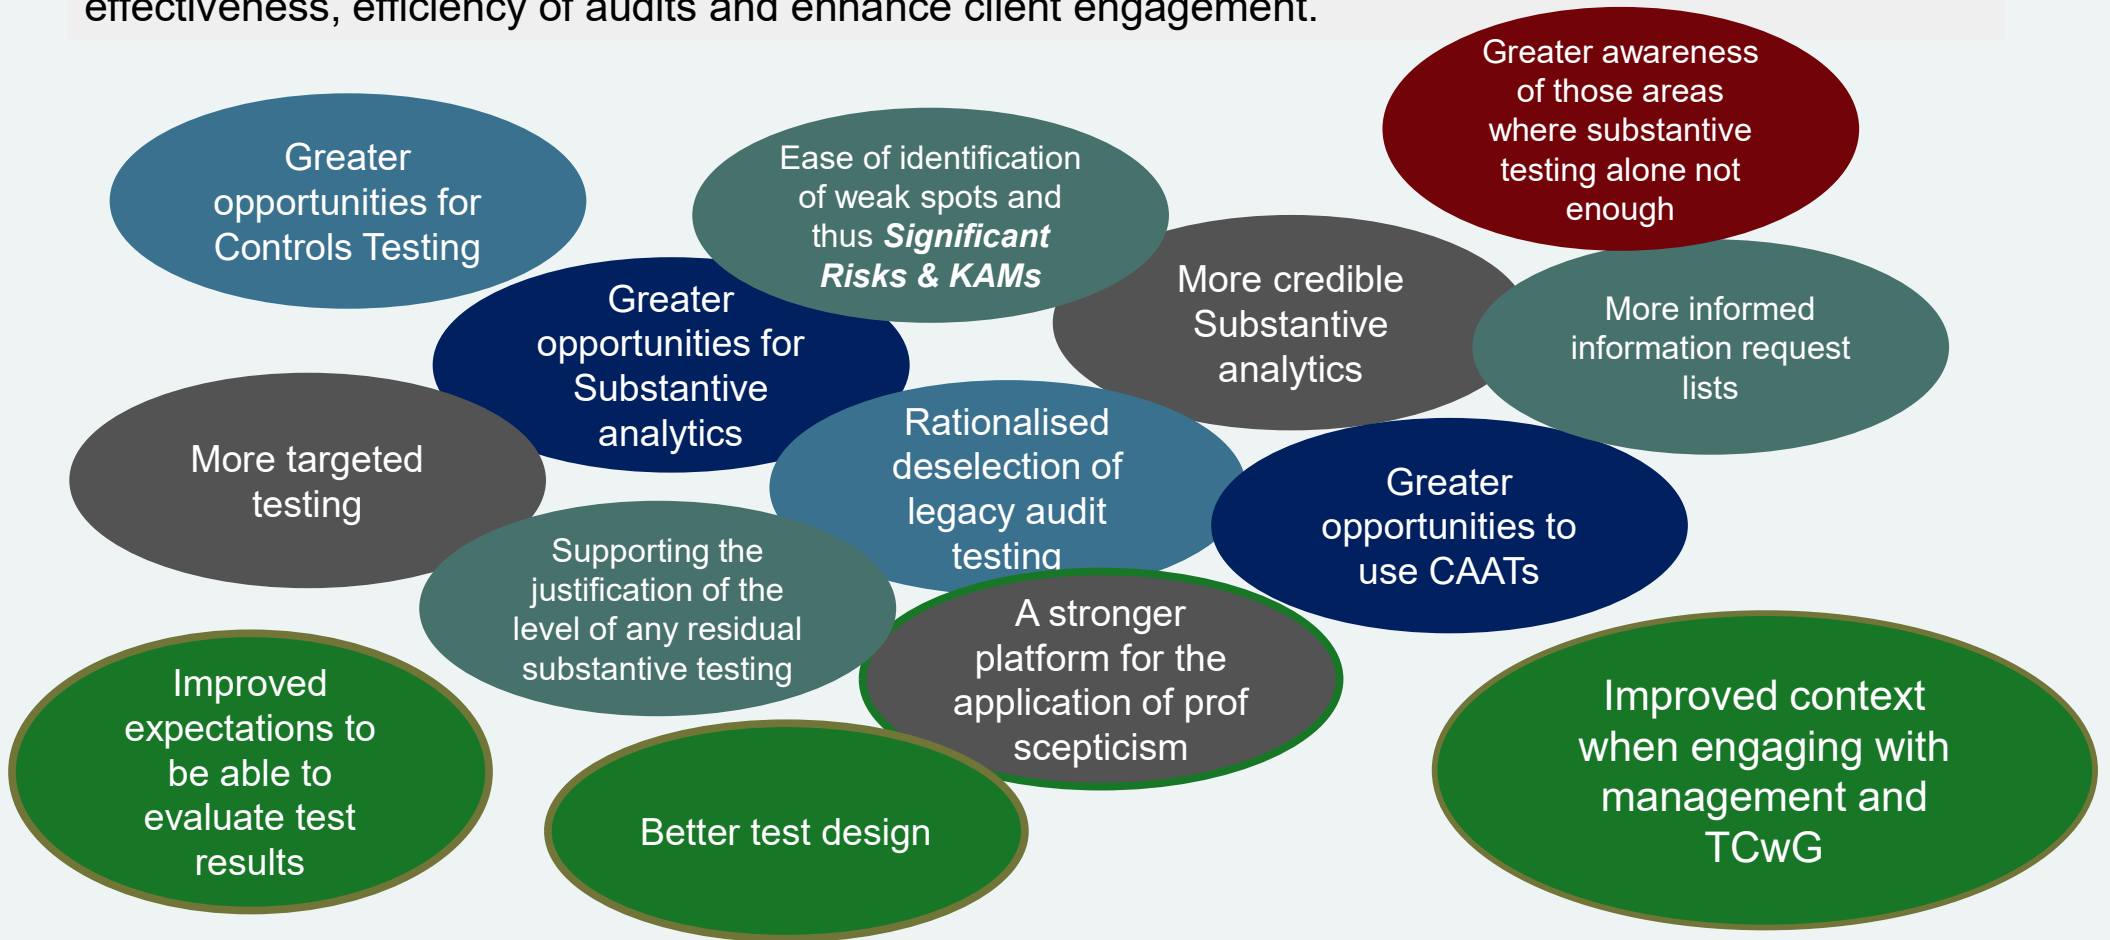 effectiveness, efficiency of audits and enhance client engagement.
Greater awareness
of those areas
where substantive
testing alone not
enough
Greater
opportunities for
Controls Testing
Ease of identification
of weak spots and
thus Significant
Risks & KAMs
Greater
opportunities for
Substantive
analytics
More credible
Substantive
analytics
More informed
information request
lists
More targeted
testing
Rationalised
deselection of
legacy audit
testing
Greater
opportunities to
use CAATs
Supporting the
justification of the
level of any residual
substantive testing
A stronger
platform for the
application of prof
scepticism
Improved
expectations to
be able to
evaluate test
results
Better test design
Improved context
when engaging with
management and
TCwG